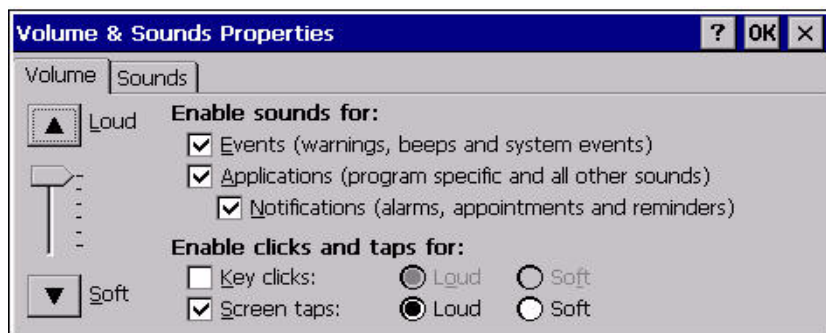 Volume & Sounds Properties ? OK ×
Volume Sounds
Loud
Enable sounds for:
Events (warnings, beeps and system events)
Applications (program specific and all other sounds)
Notifications (alarms, appointments and reminders)
Enable clicks and taps for:
Key clicks: Loud Soft
Soft
Screen taps: Loud Soft